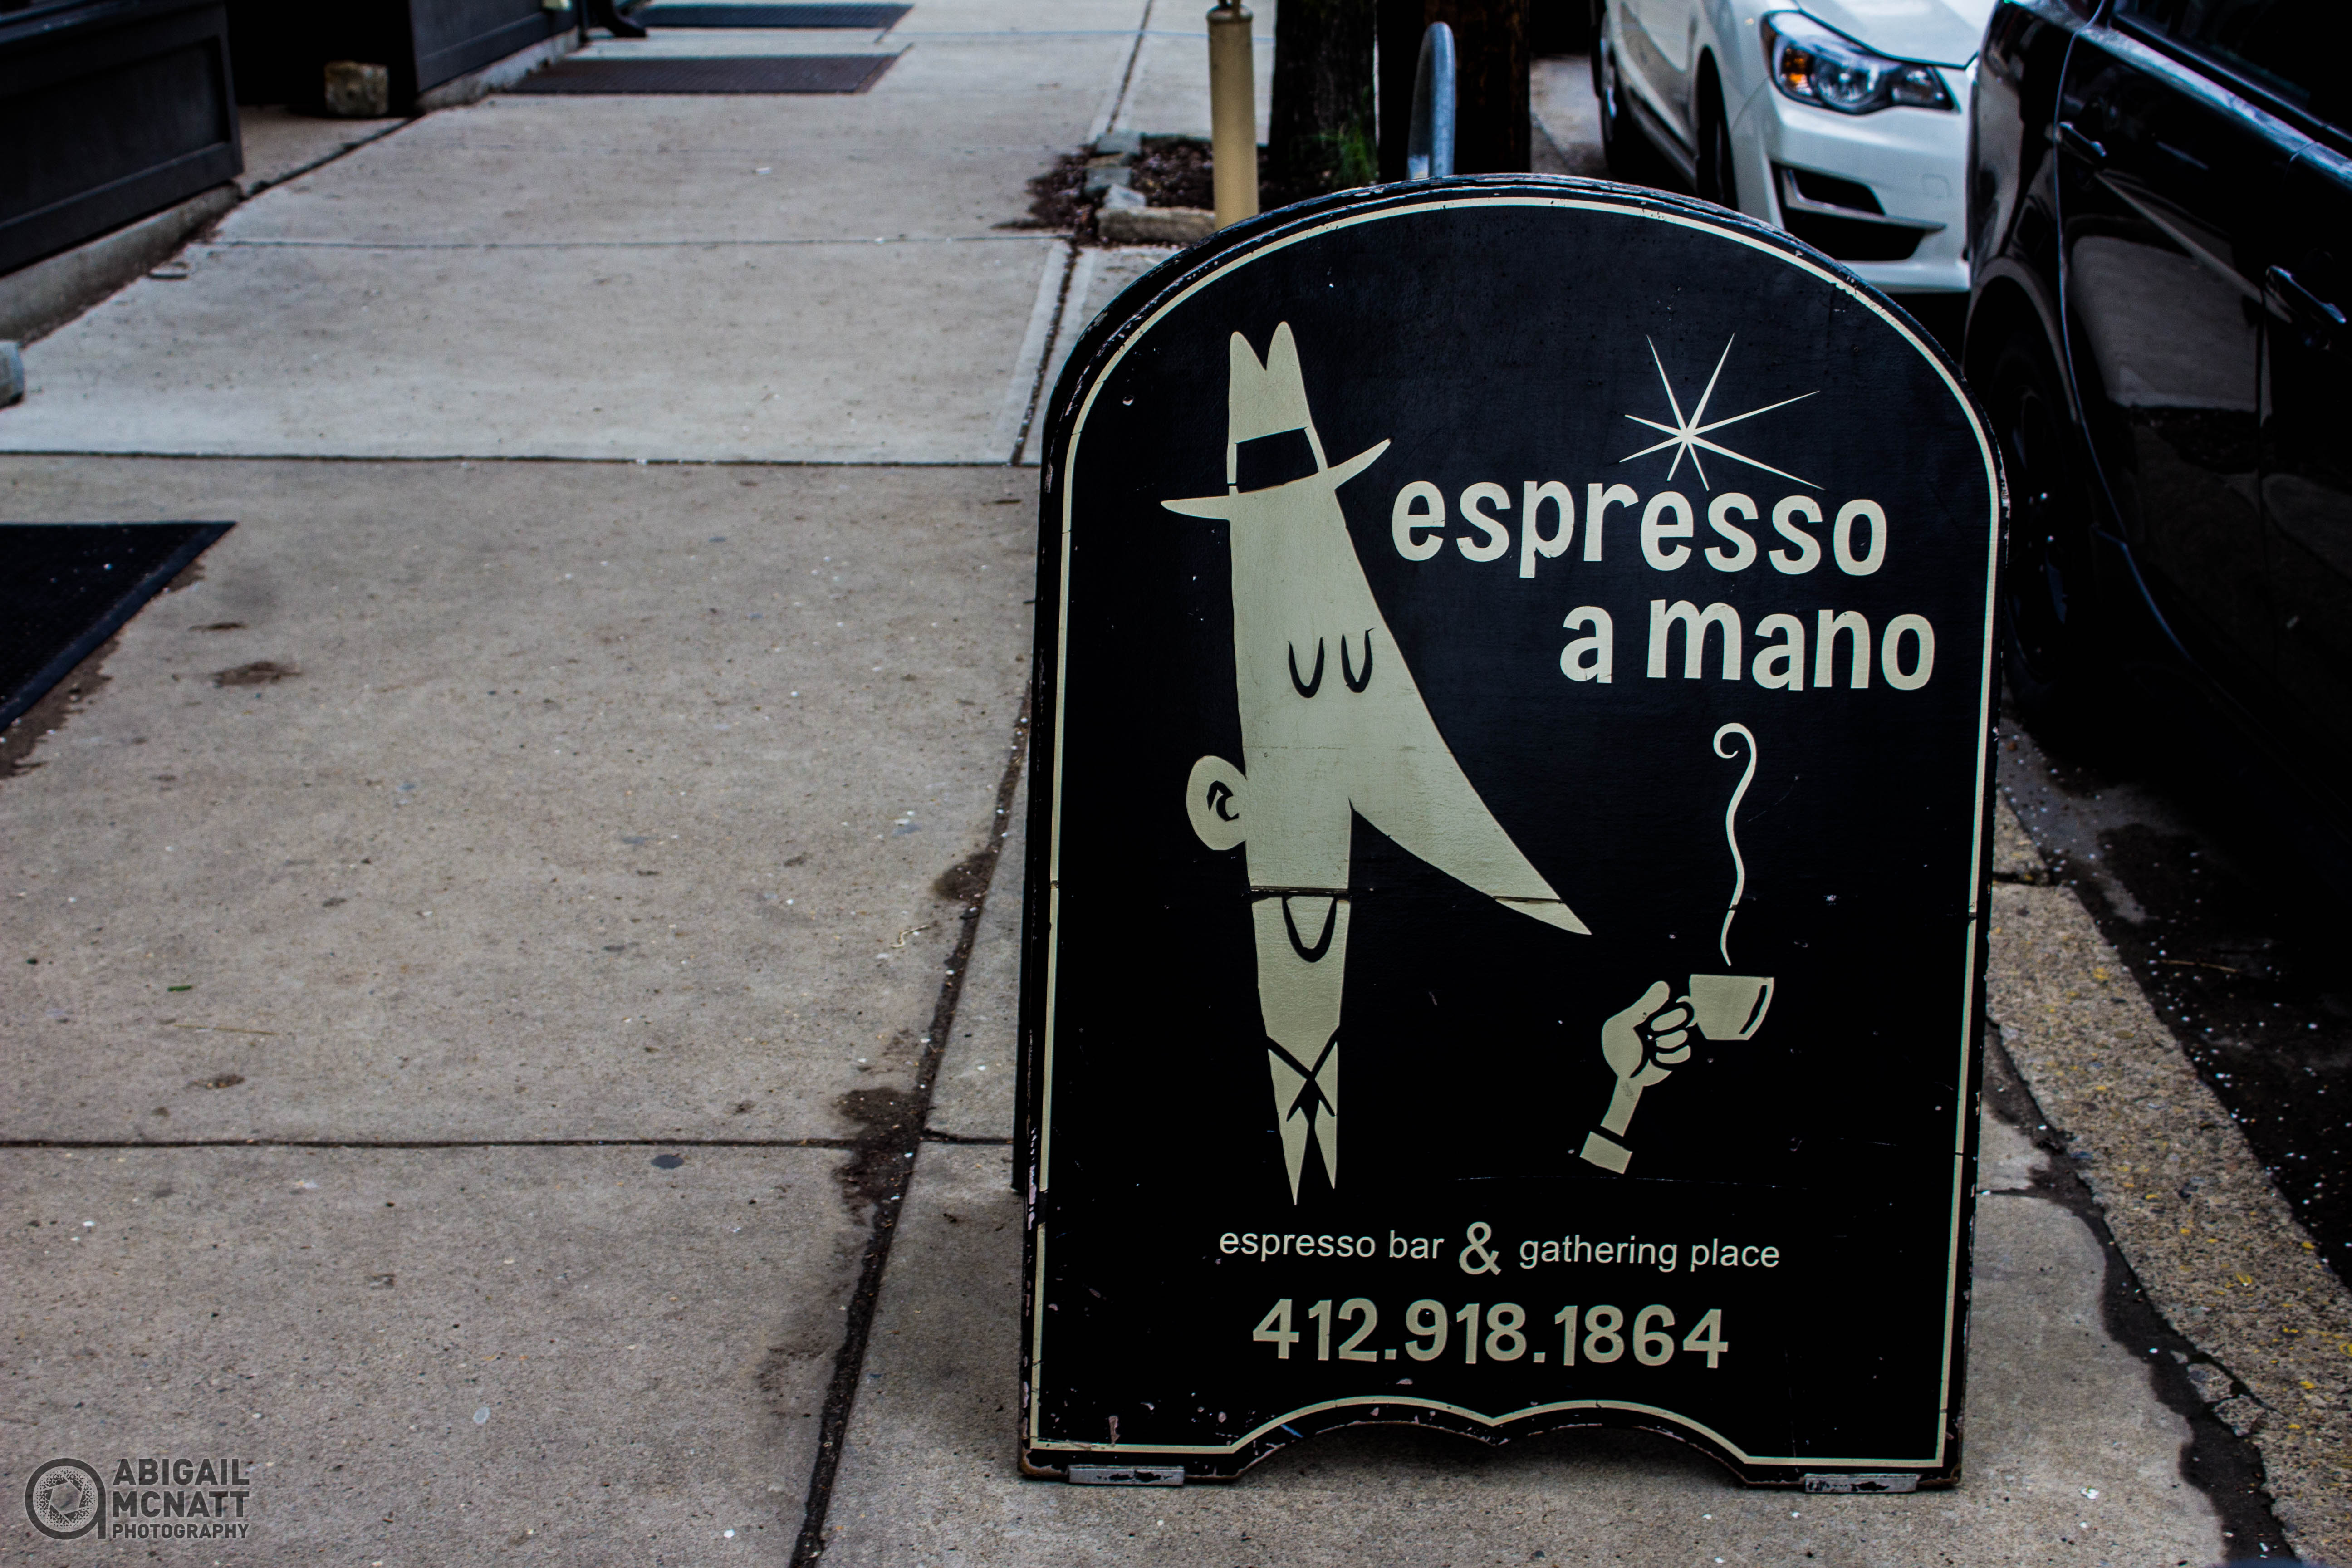 espresso
a mano
espresso bar & gathering place
412.918.1864
ABIGAIL
MCNATT
PHOTOGRAPHY